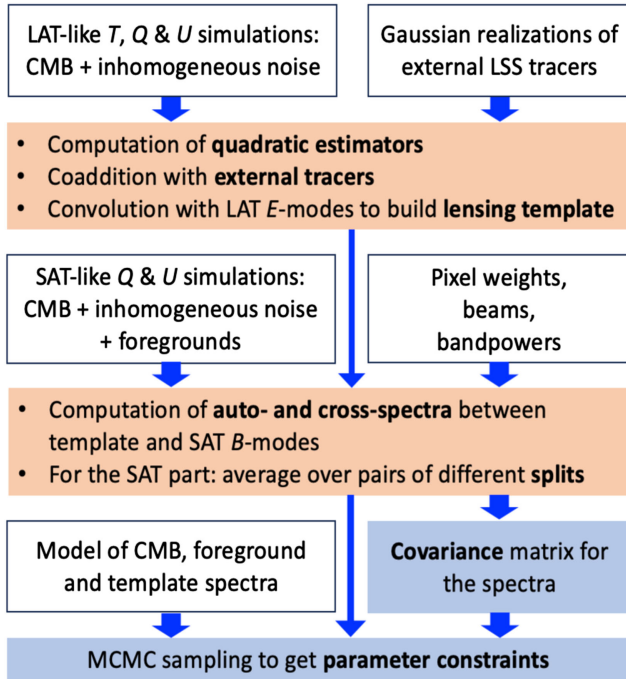 LAT-like T, Q & U simulations:
CMB + inhomogeneous noise
Gaussian realizations of
external LSS tracers
• Computation of quadratic estimators
• Coaddition with external tracers
• Convolution with LAT E-modes to build lensing template
SAT-like Q & U simulations:
CMB + inhomogeneous noise
+ foregrounds
Pixel weights,
beams,
bandpowers
• Computation of auto- and cross-spectra between
template and SAT B-modes
• For the SAT part: average over pairs of different splits
Model of CMB, foreground
and template spectra
Covariance matrix for
the spectra
MCMC sampling to get parameter constraints